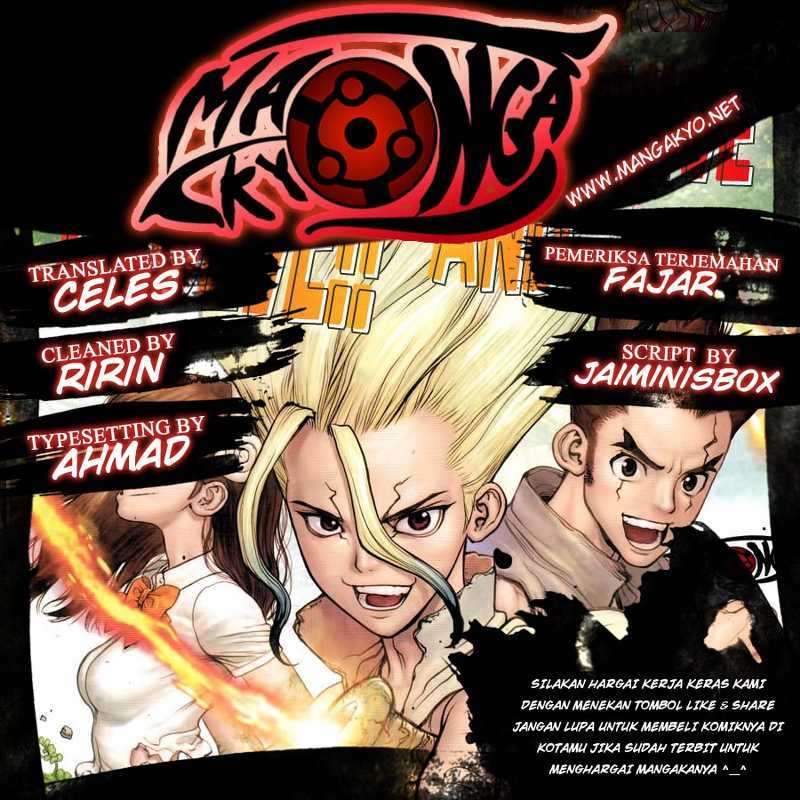 MANGA
KYO
WWW.MANGAKYO.NET
TRANSLATED BY
CELES
CLEANED BY
RIRIN
TYPESETTING BY
AHMAD
PEMERIKSA TERJEMAHAN
FAJAR
SCRIPT BY
JAIMINISBOX
SILAKAN HARGAI KERJA KERAS KAMI
DENGAN MENEKAN TOMBOL LIKE & SHARE
JANGAN LUPA UNTUK MEMBELI KOMIKNYA DI
KOTAMU JIKA SUDAH TERBIT UNTUK
MENGHARGAI MANGAKANYA ^_^